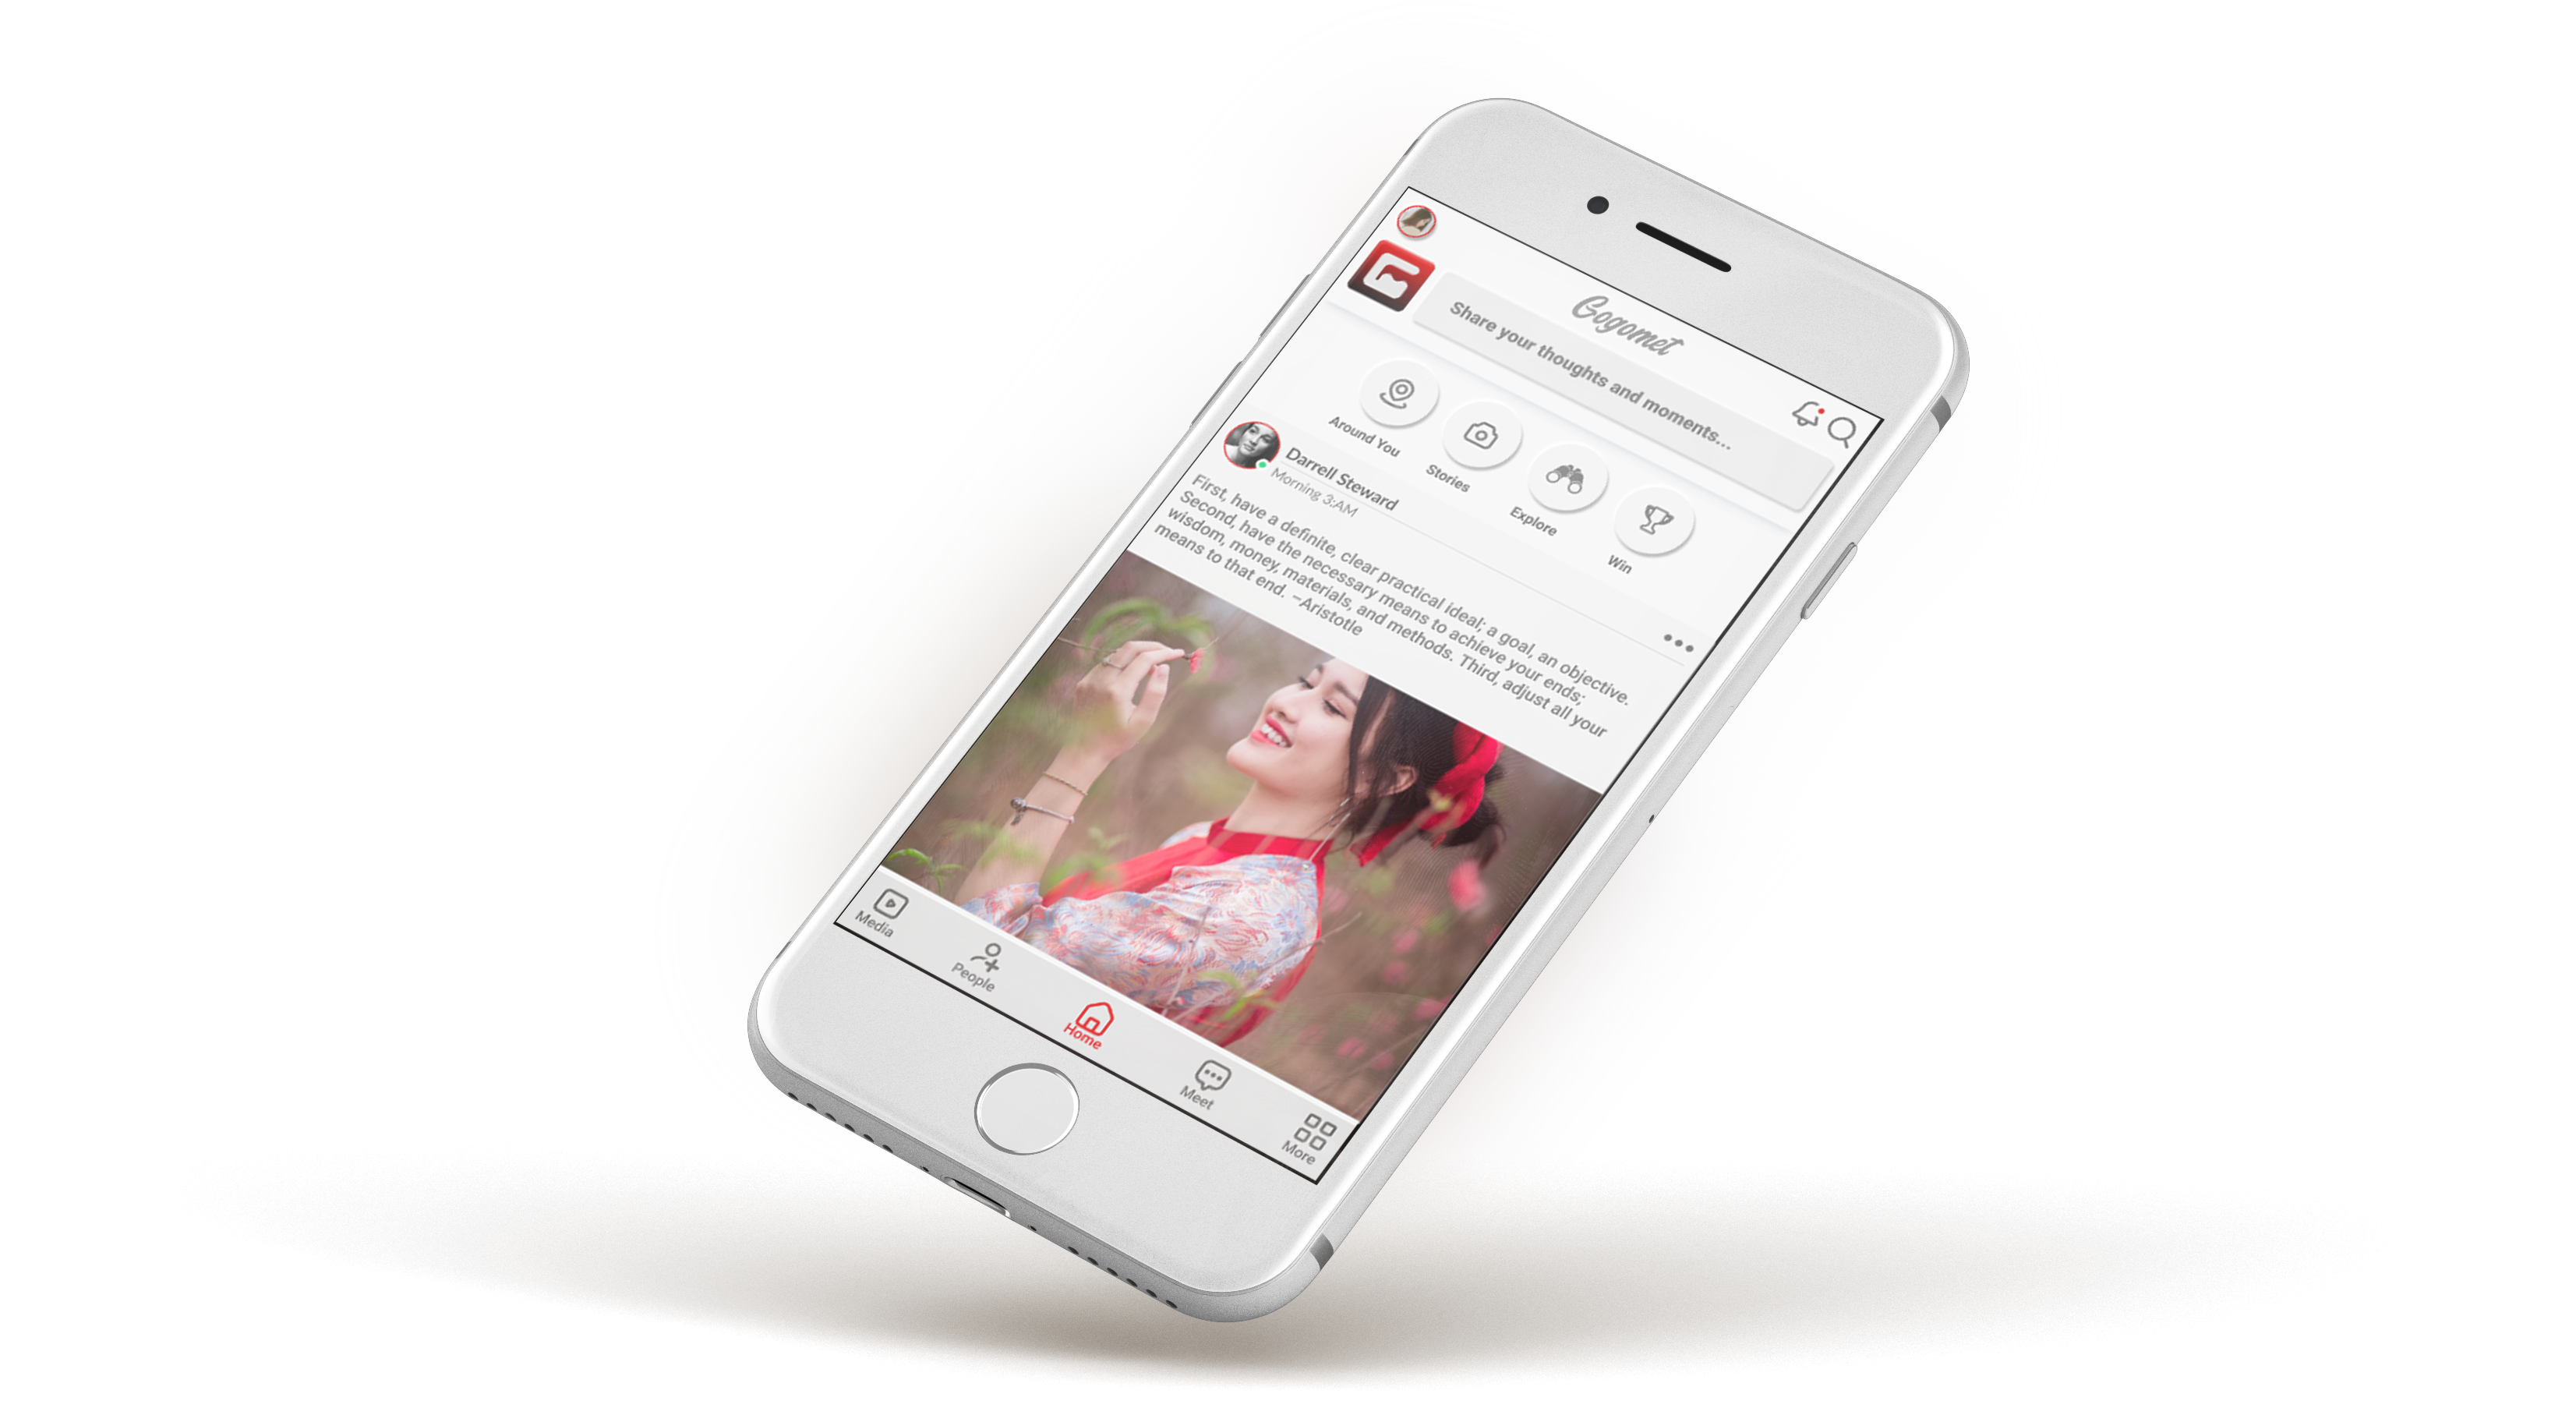 Gogomet
Share your thoughts and moments...
Around You
Stories
Explore
Win
Darrell Steward
Morning 3:AM
First, have a definite, clear practical ideal; a goal, an objective.
Second, have the necessary means to achieve your ends;
wisdom, money, materials, and methods. Third, adjust all your
means to that end. –Aristotle
Media
People
Home
Meet
More